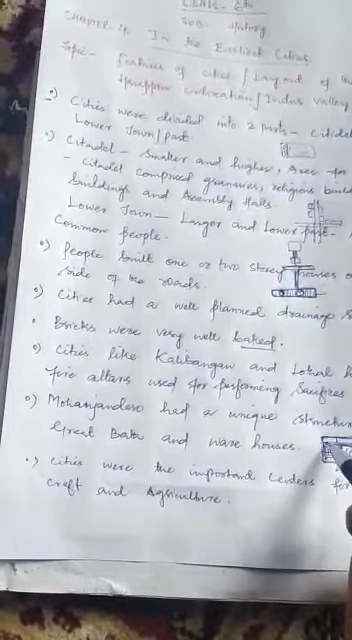 CLASS - 6th
SUB - History
CHAPTER - 4. In the Earliest Cities
Topic - features of cities / Lay out of the
Harappan civilization / Indus Valley
Cities were divided into 2 parts - Citadel
Lower Town / part
Citadel - Smaller and higher, area for
- Citadel comprised granaries, religious build
buildings and Assembly Halls.
Lower Town - Larger and Lower part -
Common people.
People built one or two storey houses o
side of the roads.
Cities had a well planned drainage s
Bricks were very well baked.
Cities like Kalibangan and Lothal h
fire altars used for performing
Mohanjandero had a unique structure
Great Bath and ware houses.
Cities were the important for
craft and Agriculture.